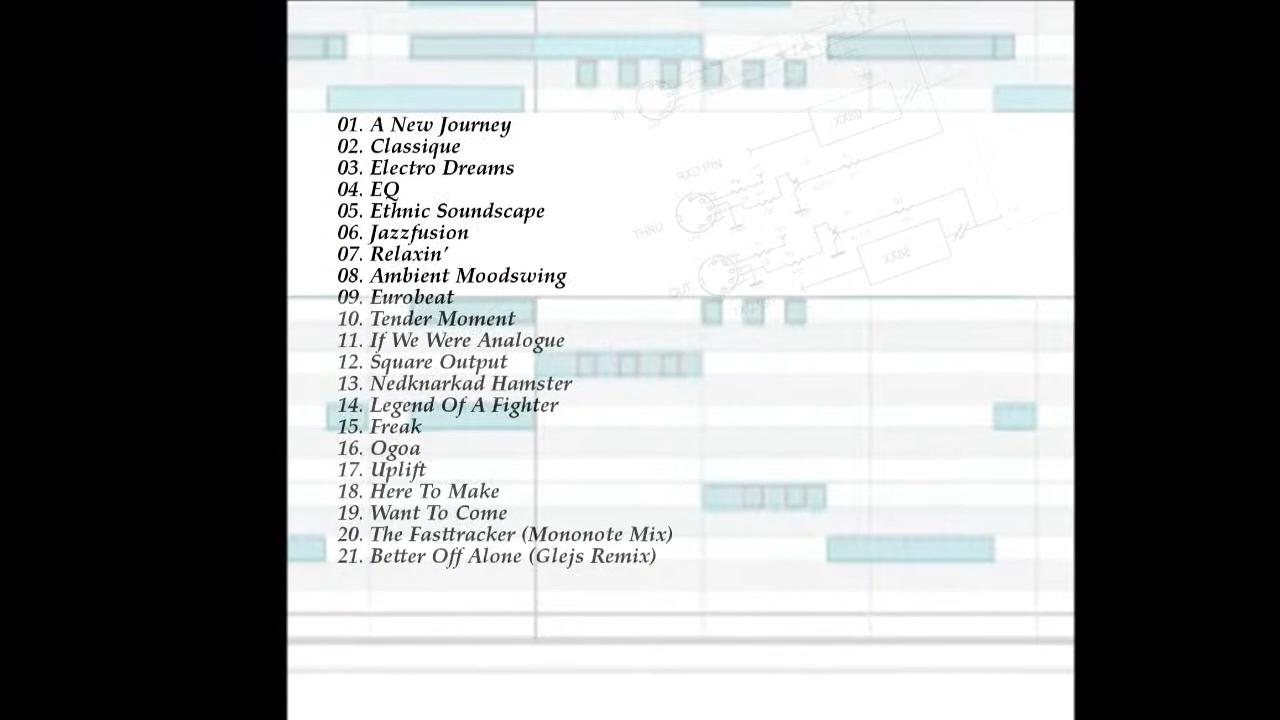 01. A New Journey
02. Classique
03. Electro Dreams
04. EQ
05. Ethnic Soundscape
06. Jazzfusion
07. Relaxin’
08. Ambient Moodswing
09. Eurobeat
10. Tender Moment
11. If We Were Analogue
12. Square Output
13. Nedknarkad Hamster
14. Legend Of A Fighter
15. Freak
16. Ogoa
17. Uplift
18. Here To Make
19. Want To Come
20. The Fasttracker (Mononote Mix)
21. Better Off Alone (Glejs Remix)
IN
THRU
OUT